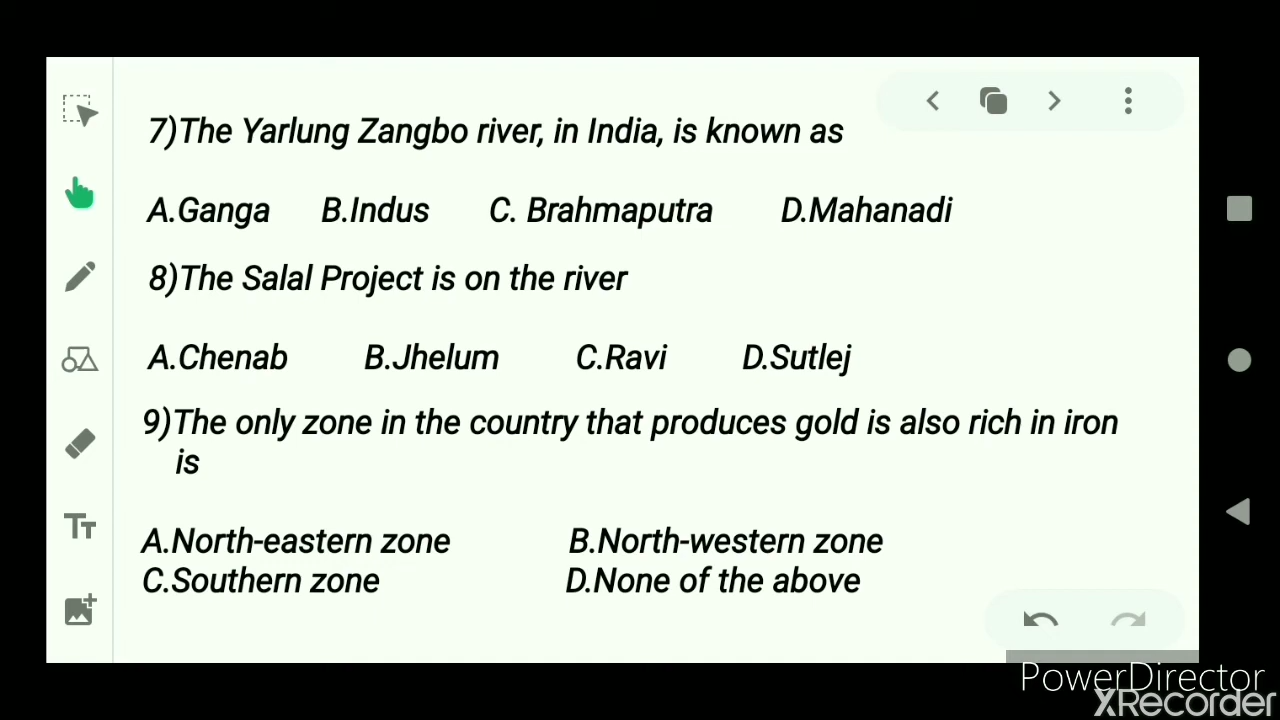 7)The Yarlung Zangbo river, in India, is known as
A.Ganga B.Indus C. Brahmaputra D.Mahanadi
8)The Salal Project is on the river
A.Chenab B.Jhelum C.Ravi D.Sutlej
9)The only zone in the country that produces gold is also rich in iron
is
A.North-eastern zone B.North-western zone
C.Southern zone D.None of the above
TT
PowerDirector
XRecorder